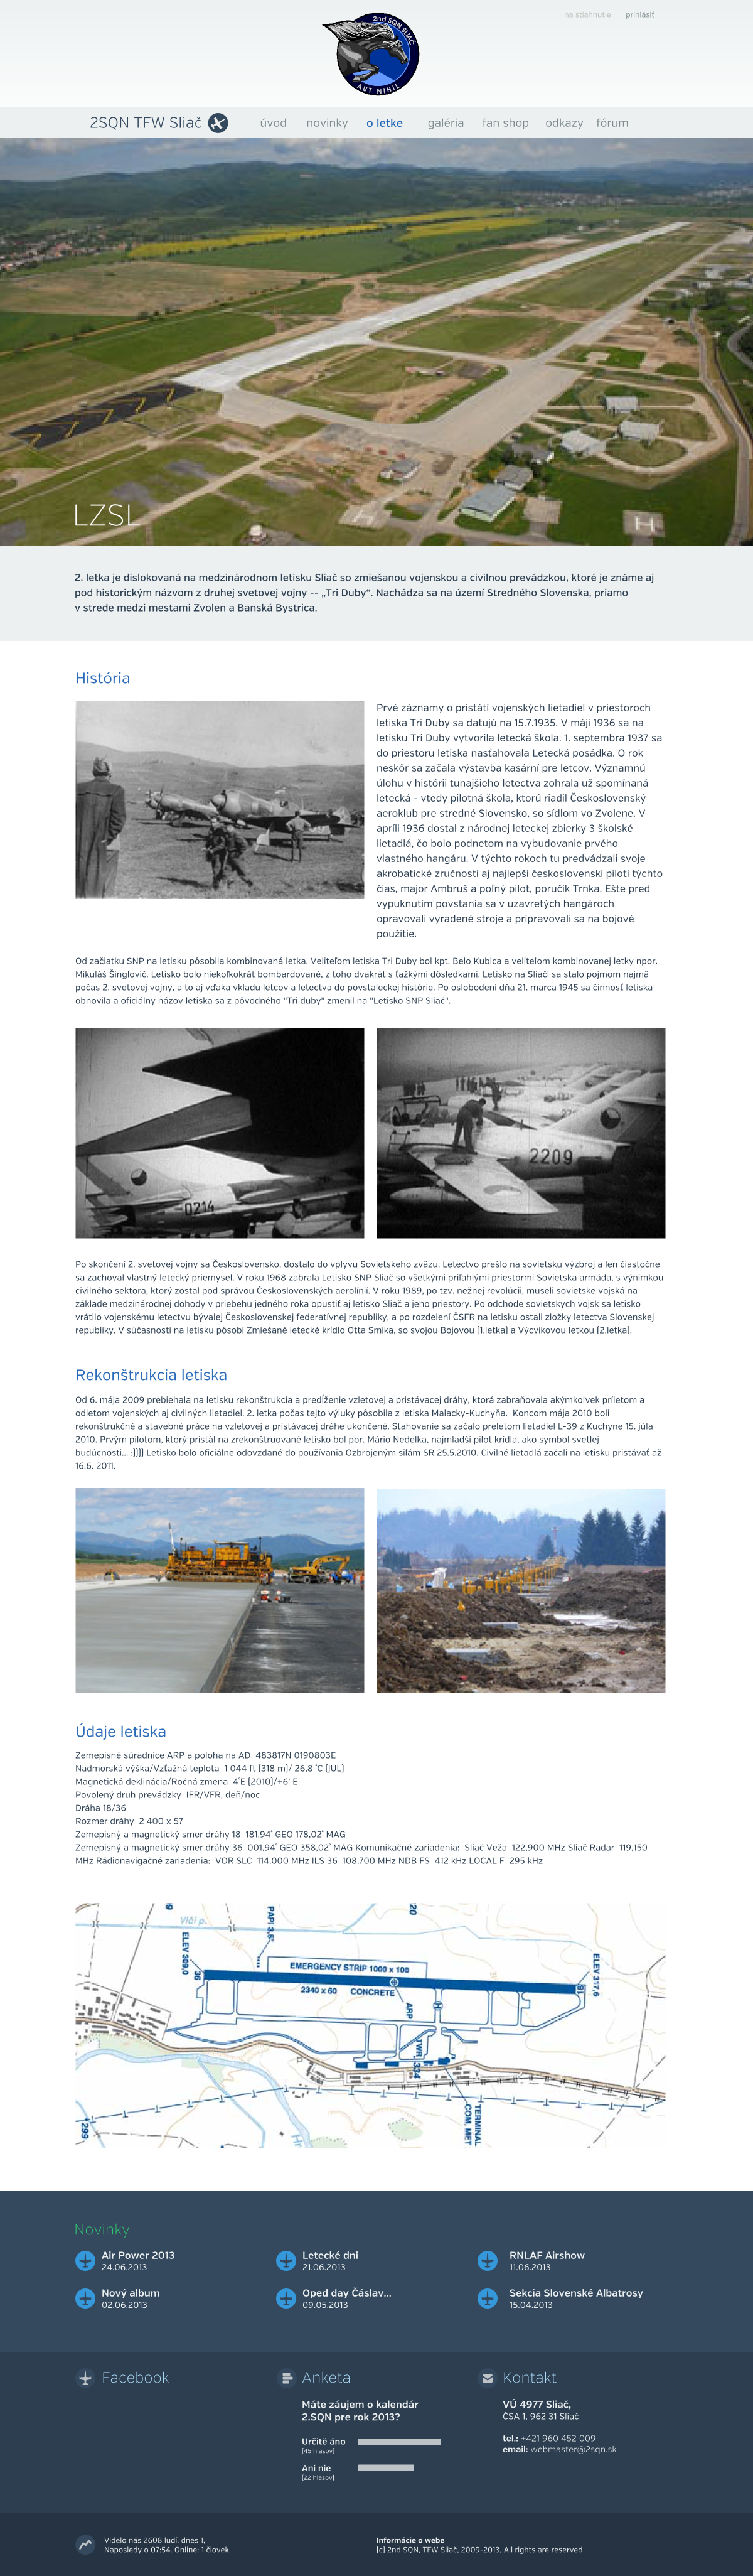 na stiahnutie prihlásiť
2nd SQN SLIAČ
AUT NIHIL
2SQN TFW Sliač úvod novinky o letke galéria fan shop odkazy fórum
LZSL
2. letka je dislokovaná na medzinárodnom letisku Sliač so zmiešanou vojenskou a civilnou prevádzkou, ktoré je známe aj
pod historickým názvom z druhej svetovej vojny -- „Tri Duby“. Nachádza sa na území Stredného Slovenska, priamo
v strede medzi mestami Zvolen a Banská Bystrica.
História
Prvé záznamy o pristátí vojenských lietadiel v priestoroch
letiska Tri Duby sa datujú na 15.7.1935. V máji 1936 sa na
letisku Tri Duby vytvorila letecká škola. 1. septembra 1937 sa
do priestoru letiska nasťahovala Letecká posádka. O rok
neskôr sa začala výstavba kasární pre letcov. Významnú
úlohu v histórii tunajšieho letectva zohrala už spomínaná
letecká - vtedy pilotná škola, ktorú riadil Československý
aeroklub pre stredné Slovensko, so sídlom vo Zvolene. V
apríli 1936 dostal z národnej leteckej zbierky 3 školské
lietadlá, čo bolo podnetom na vybudovanie prvého
vlastného hangáru. V týchto rokoch tu predvádzali svoje
akrobatické zručnosti aj najlepší československí piloti týchto
čias, major Ambruš a poľný pilot, poručík Trnka. Ešte pred
vypuknutím povstania sa v uzavretých hangároch
opravovali vyradené stroje a pripravovali sa na bojové
použitie.
Od začiatku SNP na letisku pôsobila kombinovaná letka. Veliteľom letiska Tri Duby bol kpt. Belo Kubica a veliteľom kombinovanej letky npor.
Mikuláš Šinglovič. Letisko bolo niekoľkokrát bombardované, z toho dvakrát s ťažkými dôsledkami. Letisko na Sliači sa stalo pojmom najmä
počas 2. svetovej vojny, a to aj vďaka vkladu letcov a letectva do povstaleckej histórie. Po oslobodení dňa 21. marca 1945 sa činnosť letiska
obnovila a oficiálny názov letiska sa z pôvodného "Tri duby" zmenil na "Letisko SNP Sliač".
0214
2209
Po skončení 2. svetovej vojny sa Československo, dostalo do vplyvu Sovietskeho zväzu. Letectvo prešlo na sovietsku výzbroj a len čiastočne
sa zachoval vlastný letecký priemysel. V roku 1968 zabrala Letisko SNP Sliač so všetkými priľahlými priestormi Sovietska armáda, s výnimkou
civilného sektora, ktorý zostal pod správou Československých aerolínií. V roku 1989, po tzv. nežnej revolúcii, museli sovietske vojská na
základe medzinárodnej dohody v priebehu jedného roka opustiť aj letisko Sliač a jeho priestory. Po odchode sovietskych vojsk sa letisko
vrátilo vojenskému letectvu bývalej Československej federatívnej republiky, a po rozdelení ČSFR na letisku ostali zložky letectva Slovenskej
republiky. V súčasnosti na letisku pôsobí Zmiešané letecké krídlo Otta Smika, so svojou Bojovou (1.letka) a Výcvikovou letkou (2.letka).
Rekonštrukcia letiska
Od 6. mája 2009 prebiehala na letisku rekonštrukcia a predĺženie vzletovej a pristávacej dráhy, ktorá zabraňovala akýmkoľvek príletom a
odletom vojenských aj civilných lietadiel. 2. letka počas tejto výluky pôsobila z letiska Malacky-Kuchyňa. Koncom mája 2010 boli
rekonštrukčné a stavebné práce na vzletovej a pristávacej dráhe ukončené. Sťahovanie sa začalo preletom lietadiel L-39 z Kuchyne 15. júla
2010. Prvým pilotom, ktorý pristál na zrekonštruované letisko bol por. Mário Nedelka, najmladší pilot krídla, ako symbol svetlej
budúcnosti... :)))) Letisko bolo oficiálne odovzdané do používania Ozbrojeným silám SR 25.5.2010. Civilné lietadlá začali na letisku pristávať až
16.6. 2011.
Údaje letiska
Zemepisné súradnice ARP a poloha na AD 483817N 0190803E
Nadmorská výška/Vzťažná teplota 1 044 ft (318 m)/ 26,8 °C (JUL)
Magnetická deklinácia/Ročná zmena 4°E (2010)/+6' E
Povolený druh prevádzky IFR/VFR, deň/noc
Dráha 18/36
Rozmer dráhy 2 400 x 57
Zemepisný a magnetický smer dráhy 18 181,94° GEO 178,02° MAG
Zemepisný a magnetický smer dráhy 36 001,94° GEO 358,02° MAG Komunikačné zariadenia: Sliač Veža 122,900 MHz Sliač Radar 119,150
MHz Rádionavigačné zariadenia: VOR SLC 114,000 MHz ILS 36 108,700 MHz NDB FS 412 kHz LOCAL F 295 kHz
Vlčí p.
PAPI 3,5°
20
ELEV 309,0
36
EMERGENCY STRIP 1000 x 100
2340 x 60 CONCRETE
ARP
18
ELEV 317,6
TWR
334
TERMINAL
COM, MET
299
Novinky
Air Power 2013
24.06.2013
Letecké dni
21.06.2013
RNLAF Airshow
11.06.2013
Nový album
02.06.2013
Oped day Čáslav...
09.05.2013
Sekcia Slovenské Albatrosy
15.04.2013
Facebook
Anketa
Máte záujem o kalendár
2.SQN pre rok 2013?
Určitě áno
(45 hlasov)
Ani nie
(22 hlasov)
Kontakt
VÚ 4977 Sliač,
ČSA 1, 962 31 Sliač
tel.: +421 960 452 009
email: webmaster@2sqn.sk
Videlo nás 2608 ludí, dnes 1,
Naposledy o 07:54. Online: 1 človek
Informácie o webe
(c) 2nd SQN, TFW Sliač, 2009-2013, All rights are reserved